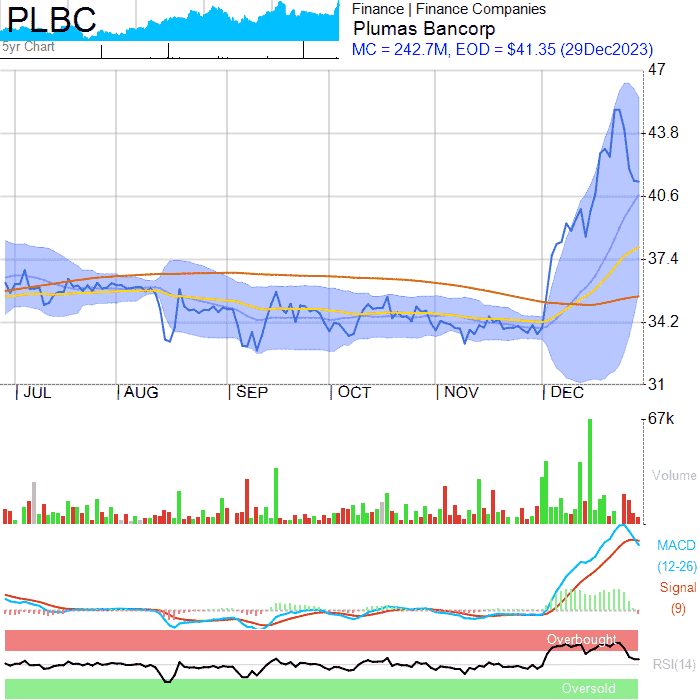 PLBC
5yr Chart
Finance | Finance Companies
Plumas Bancorp
MC = 242.7M, EOD = $41.35 (29Dec2023)
47
43.8
40.6
37.4
34.2
31
JUL AUG SEP OCT NOV DEC
67k
Volume
MACD
(12-26)
Signal
(9)
Overbought
RSI(14)
Oversold